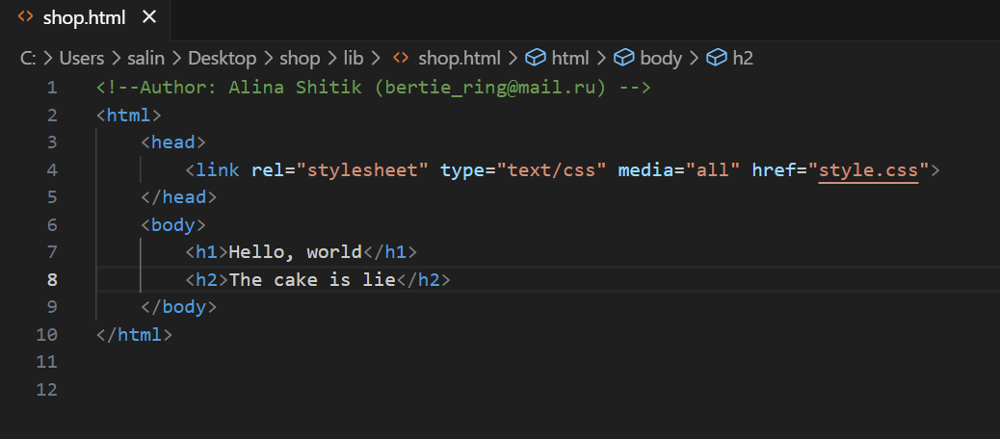 shop.html
C: > Users > salin > Desktop > shop > lib > shop.html > html > body > h2
1 <!--Author: Alina Shitik (bertie_ring@mail.ru) -->
2 <html>
3 <head>
4 <link rel="stylesheet" type="text/css" media="all" href="style.css">
5 </head>
6 <body>
7 <h1>Hello, world</h1>
8 <h2>The cake is lie</h2>
9 </body>
10 </html>
11
12